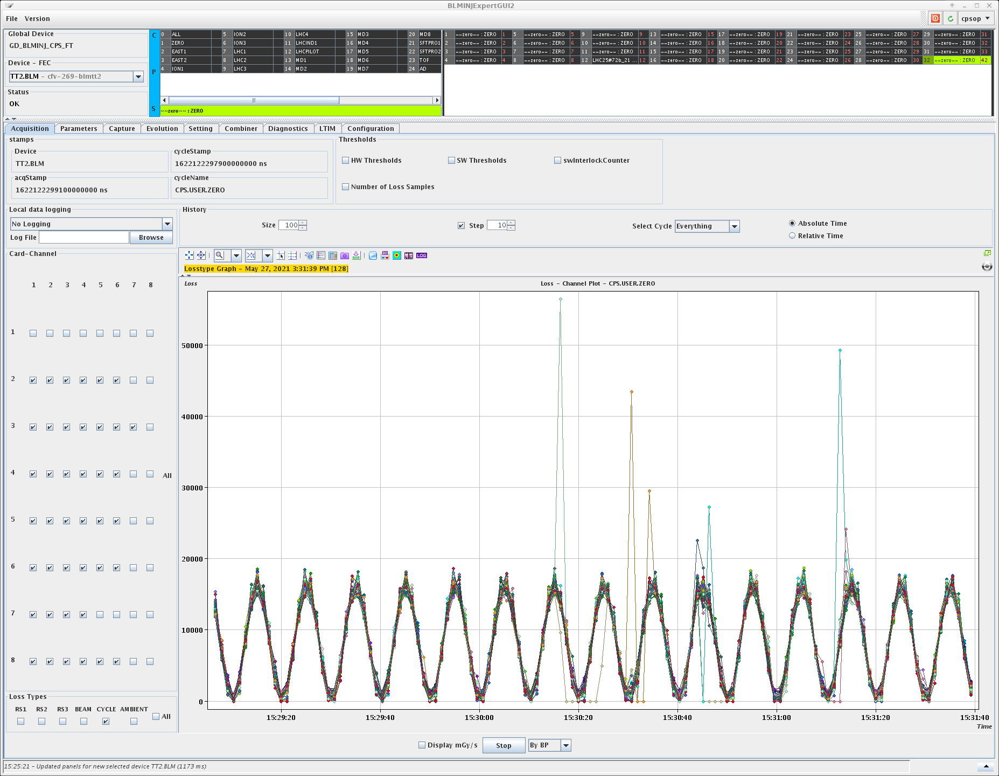 BLMINJExpertGUI2
File Version
cpsop
Global Device
GD_BLMINJ_CPS_FT
Device - FEC
TT2.BLM - cfv-269-blmtt2
Status
OK
C
P
S
0 ALL 5 ION2 10 LHC4 15 MD3 20 MD8
1 ZERO 6 ION3 11 LHCIND1 16 MD4 21 SFTPRO1
2 EAST1 7 LHC1 12 LHCPILOT 17 MD5 22 SFTPRO2
3 EAST2 8 LHC2 13 MD1 18 MD6 23 TOF
4 ION1 9 LHC3 14 MD2 19 MD7 24 AD
~~zero~~ : ZERO
1 ~~zero~~ : ZERO 1 5 ~~zero~~ : ZERO 5 9 ~~zero~~ : ZERO 9 13 ~~zero~~ : ZERO 15 17 ~~zero~~ : ZERO 19 21 ~~zero~~ : ZERO 23 25 ~~zero~~ : ZERO 27 29 ~~zero~~ : ZERO 31
2 ~~zero~~ : ZERO 2 6 ~~zero~~ : ZERO 6 10 ~~zero~~ : ZERO 10 14 ~~zero~~ : ZERO 16 18 ~~zero~~ : ZERO 20 22 ~~zero~~ : ZERO 24 26 ~~zero~~ : ZERO 28 30 ~~zero~~ : ZERO 32
3 ~~zero~~ : ZERO 3 7 ~~zero~~ : ZERO 7 11 ~~zero~~ : ZERO 11 15 ~~zero~~ : ZERO 17 19 ~~zero~~ : ZERO 21 23 ~~zero~~ : ZERO 25 27 ~~zero~~ : ZERO 29 31 ~~zero~~ : ZERO 33
4 ~~zero~~ : ZERO 4 8 ~~zero~~ : ZERO 8 12 LHC25#72b_21 ... 12 16 ~~zero~~ : ZERO 18 20 ~~zero~~ : ZERO 22 24 ~~zero~~ : ZERO 26 28 ~~zero~~ : ZERO 30 32 ~~zero~~ : ZERO 42
Acquisition Parameters Capture Evolution Setting Combiner Diagnostics LTIM Configuration
stamps
Device
TT2.BLM
cycleStamp
1622122297900000000 ns
acqStamp
1622122299100000000 ns
cycleName
CPS.USER.ZERO
Thresholds
HW Thresholds SW Thresholds swInterlockCounter
Number of Loss Samples
Local data logging
No Logging
Log File Browse
History
Size 100 Step 10 Select Cycle Everything
Absolute Time
Relative Time
Card-Channel
1 2 3 4 5 6 7 8
1
2
3
4
All
5
6
7
8
Loss Types
RS1 RS2 RS3 BEAM CYCLE AMBIENT
All
3D
LOG
Losstype Graph - May 27, 2021 3:31:39 PM [128]
Loss
Loss - Channel Plot - CPS.USER.ZERO
50000
40000
30000
20000
10000
0
15:29:20 15:29:40 15:30:00 15:30:20 15:30:40 15:31:00 15:31:20 15:31:40
Time
Display mGy/s Stop By BP
15:25:21 - Updated panels for new selected device TT2.BLM (1173 ms)